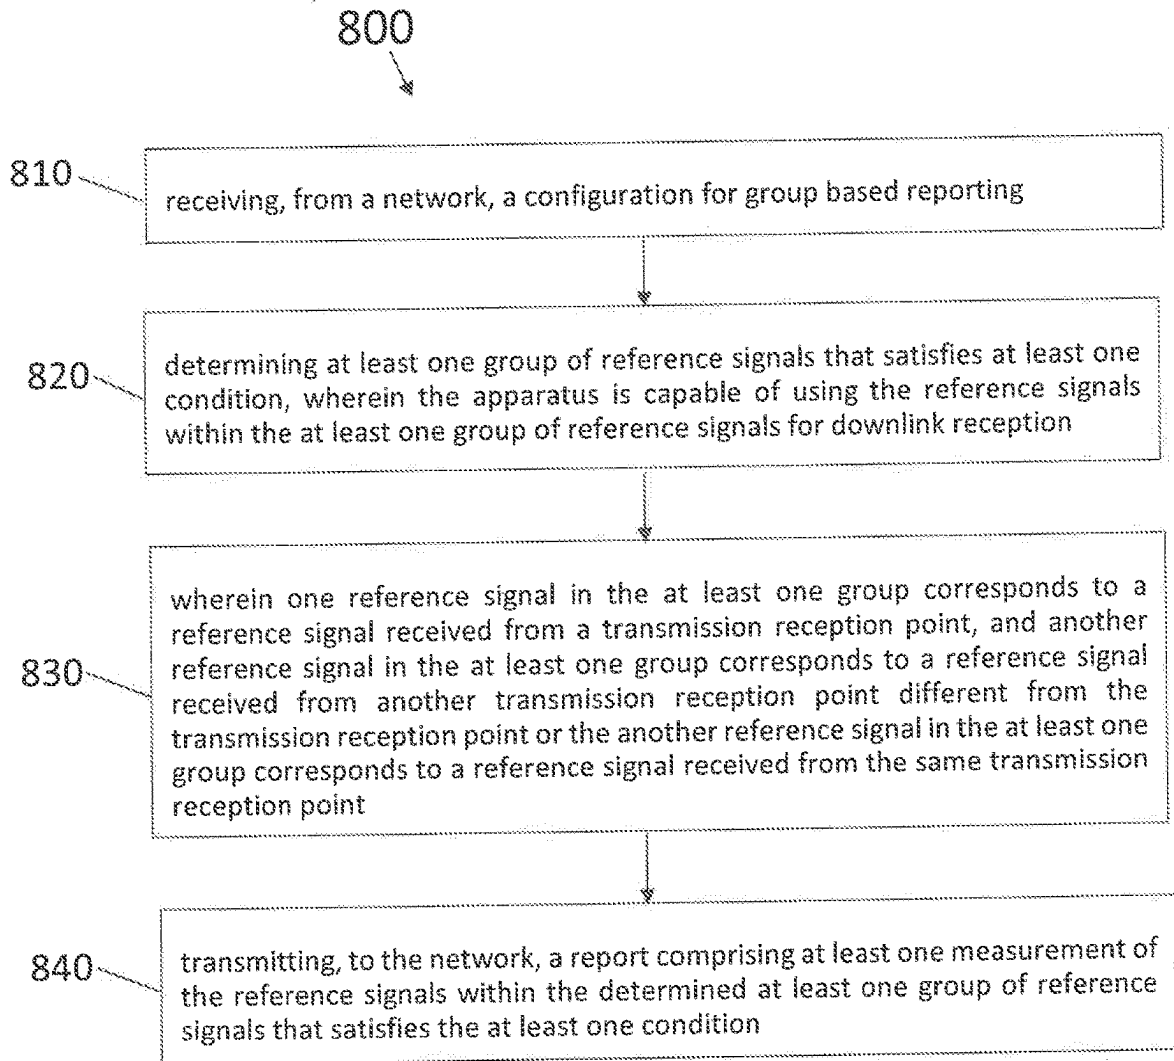 800
810
receiving, from a network, a configuration for group based reporting
820
determining at least one group of reference signals that satisfies at least one
condition, wherein the apparatus is capable of using the reference signals
within the at least one group of reference signals for downlink reception
830
wherein one reference signal in the at least one group corresponds to a
reference signal received from a transmission reception point, and another
reference signal in the at least one group corresponds to a reference signal
received from another transmission reception point different from the
transmission reception point or the another reference signal in the at least one
group corresponds to a reference signal received from the same transmission
reception point
840
transmitting, to the network, a report comprising at least one measurement of
the reference signals within the determined at least one group of reference
signals that satisfies the at least one condition